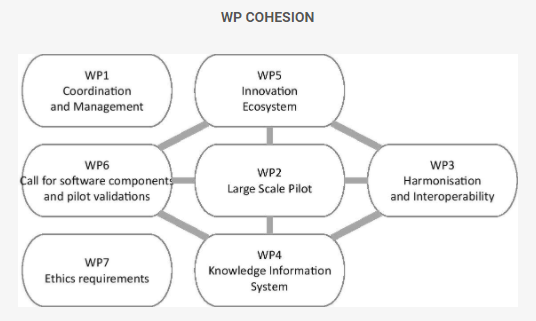 WP COHESION
WP1
Coordination
and Management
WP5
Innovation
Ecosystem
WP6
Call for software components
and pilot validations
WP2
Large Scale Pilot
WP3
Harmonisation
and Interoperability
WP7
Ethics requirements
WP4
Knowledge Information
System